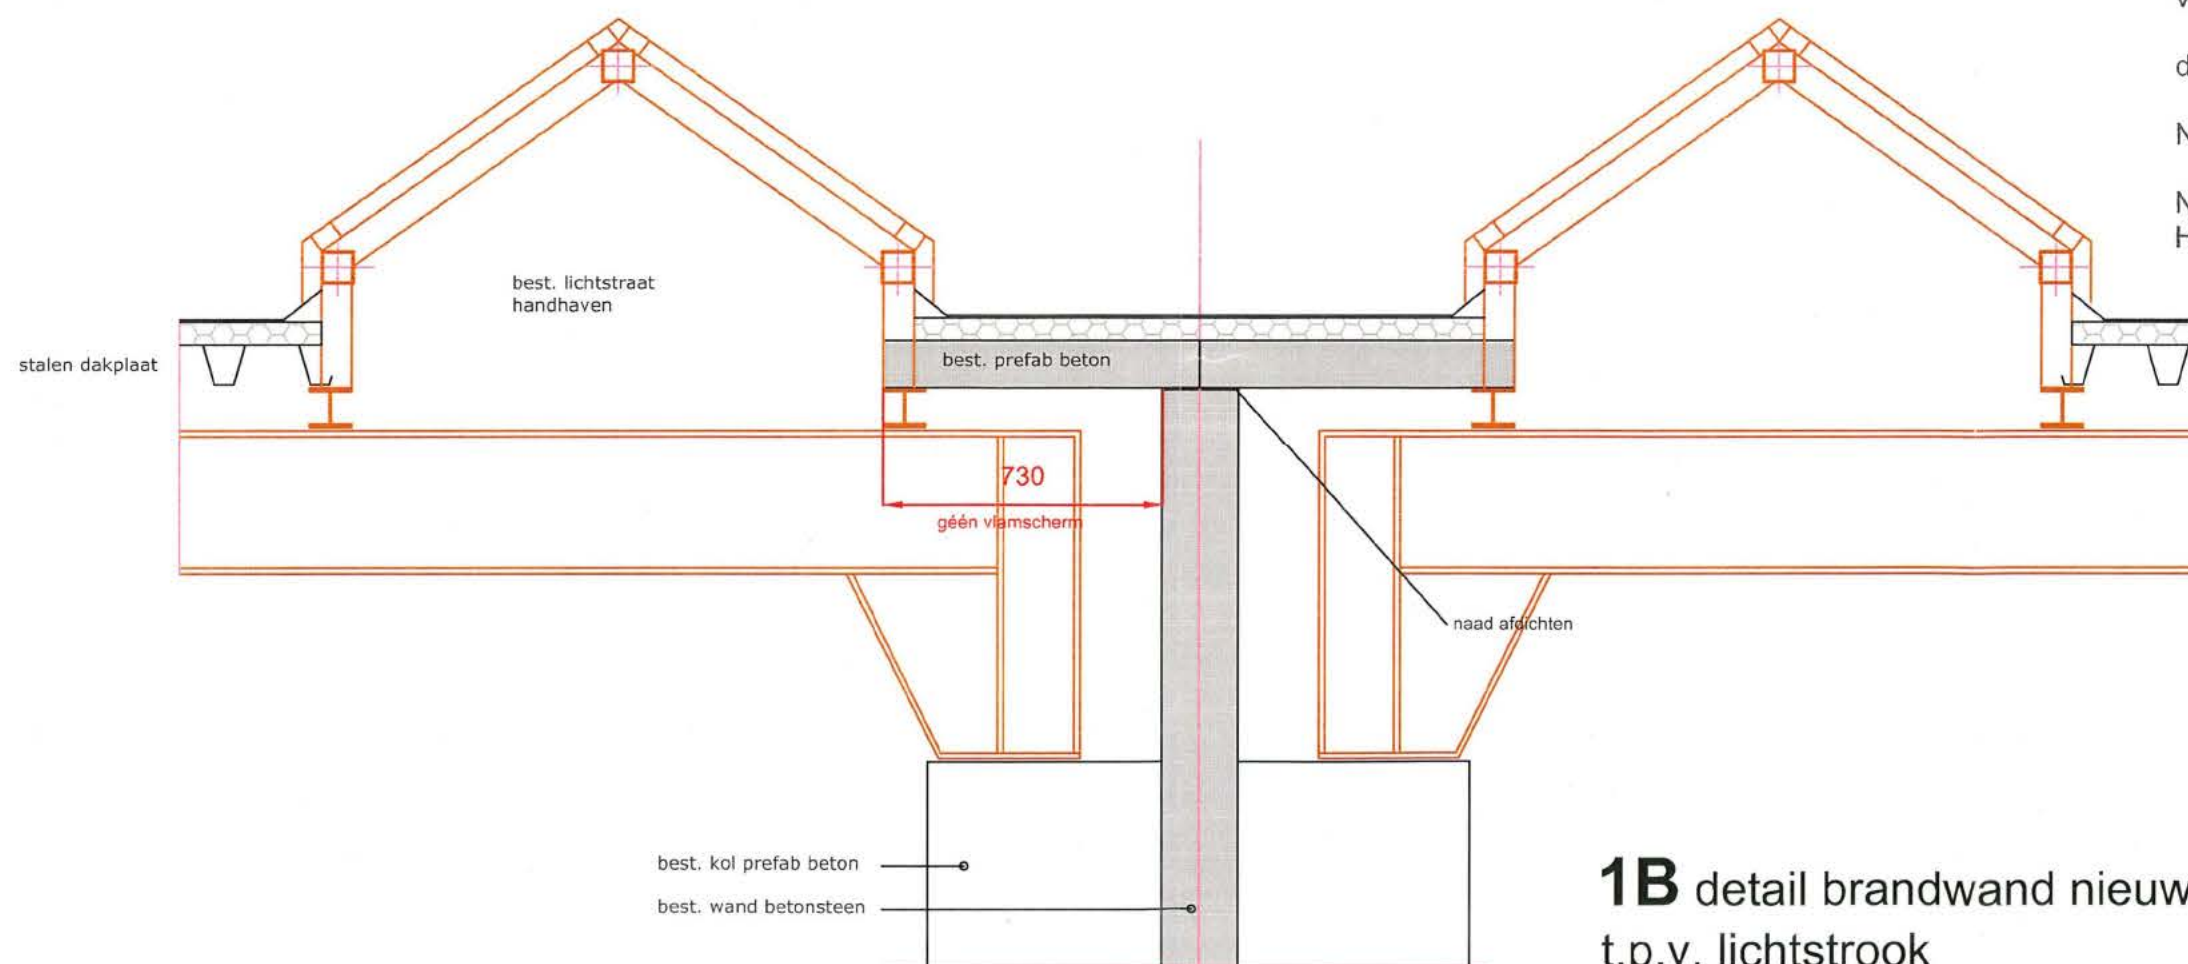 d
N
N
H
best. lichtstraat
handhaven
stalen dakplaat
best. prefab beton
730
géén vlamscherm
naad afdichten
best. kol prefab beton
best. wand betonsteen
1B detail brandwand nieuw
t.p.v. lichtstrook